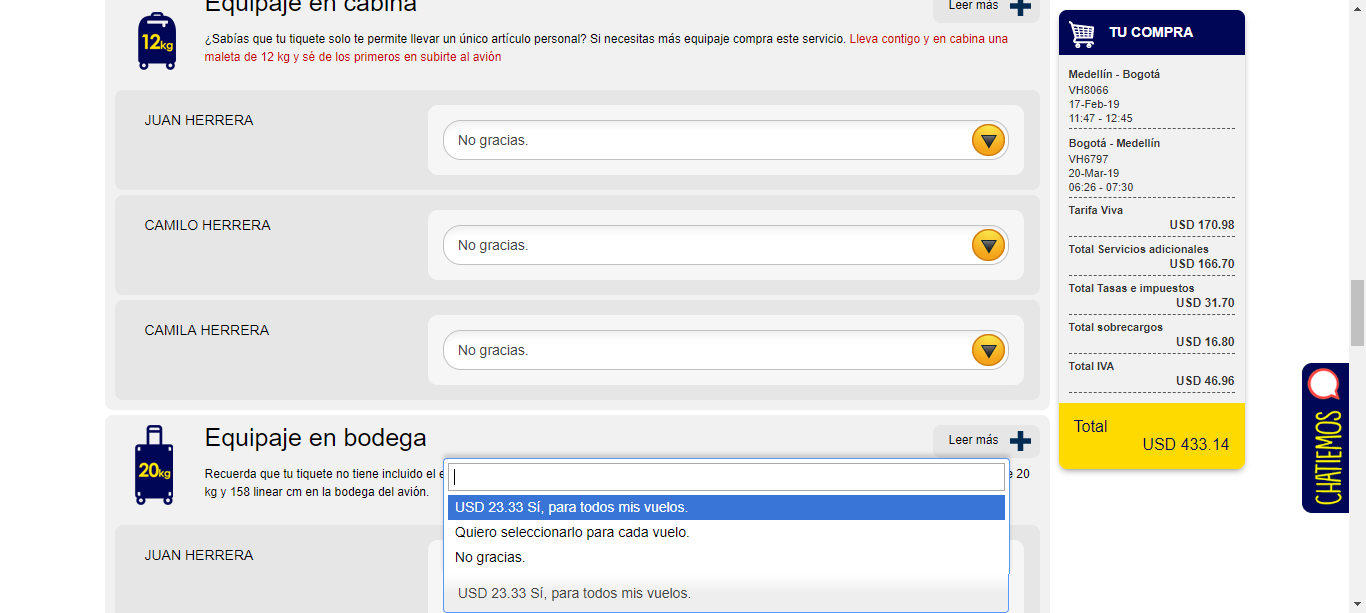 Equipaje en cabina
Leer más
12kg
¿Sabías que tu tiquete solo te permite llevar un único artículo personal? Si necesitas más equipaje compra este servicio. Lleva contigo y en cabina una
maleta de 12 kg y sé de los primeros en subirte al avión
JUAN HERRERA
No gracias.
CAMILO HERRERA
No gracias.
CAMILA HERRERA
No gracias.
20kg
Equipaje en bodega
Leer más
Recuerda que tu tiquete no tiene incluido el
de 20
kg y 158 linear cm en la bodega del avión.
JUAN HERRERA
USD 23.33 Sí, para todos mis vuelos.
Quiero seleccionarlo para cada vuelo.
No gracias.
USD 23.33 Sí, para todos mis vuelos.
TU COMPRA
Medellín - Bogotá
VH8066
17-Feb-19
11:47 - 12:45
Bogotá - Medellín
VH6797
20-Mar-19
06:26 - 07:30
Tarifa Viva
USD 170.98
Total Servicios adicionales
USD 166.70
Total Tasas e impuestos
USD 31.70
Total sobrecargos
USD 16.80
Total IVA
USD 46.96
Total
USD 433.14
CHATIEMOS